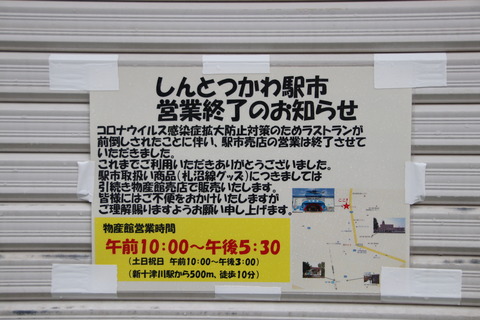 しんとつかわ駅市
営業終了のお知らせ
コロナウイルス感染症拡大防止対策のためラストランが
前倒しされたことに伴い、駅市売店の営業は終了させて
いただきました。
これまでご利用いただきありがとうございました。
駅市取扱い商品(札沼線グッズ)につきましては
引続き物産館売店で販売いたします。
皆様にはご不便をおかけいたしますが
ご理解賜りますようお願い申し上げます。
ここ
物産館営業時間
午前10:00~午後5:30
(土日祝日 午前10:00~午後3:00)
(新十津川駅から500m、徒歩10分)